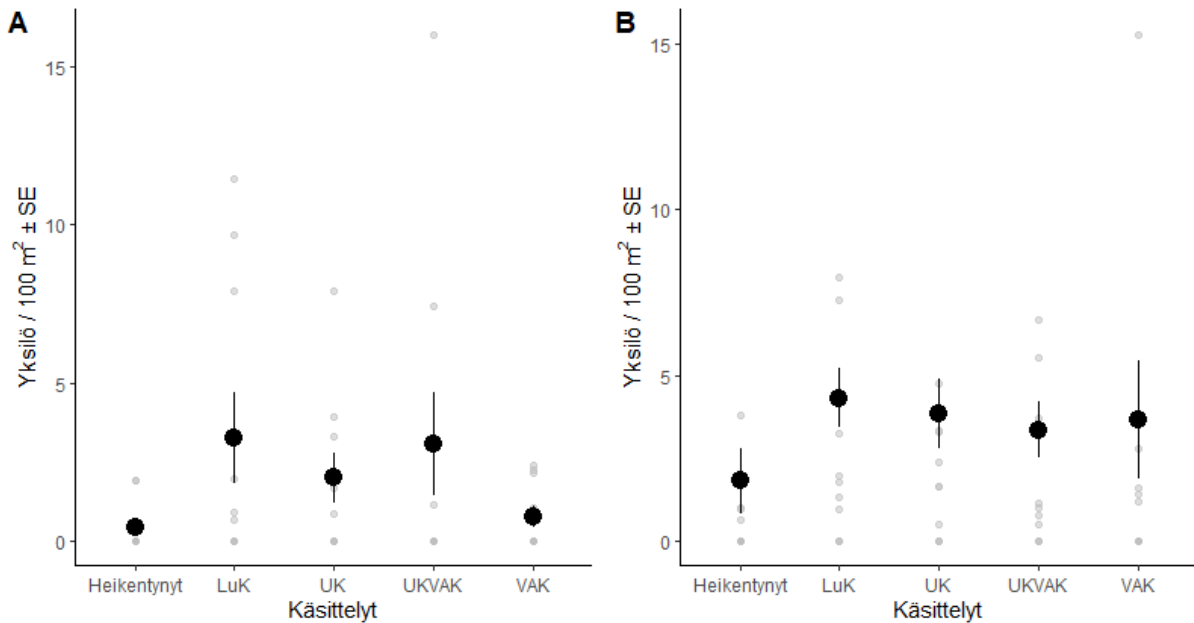 A
Yksilö / 100 m² ± SE
15
10
5
0
Heikentynyt LuK UK UKVAK VAK
Käsittelyt
B
Yksilö / 100 m² ± SE
15
10
5
0
Heikentynyt LuK UK UKVAK VAK
Käsittelyt